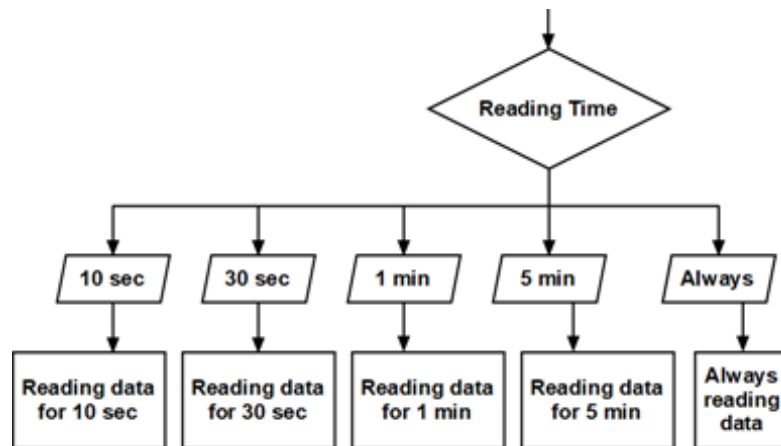 Reading Time
10 sec
30 sec
1 min
5 min
Always
Reading data
for 10 sec
Reading data
for 30 sec
Reading data
for 1 min
Reading data
for 5 min
Always
reading
data